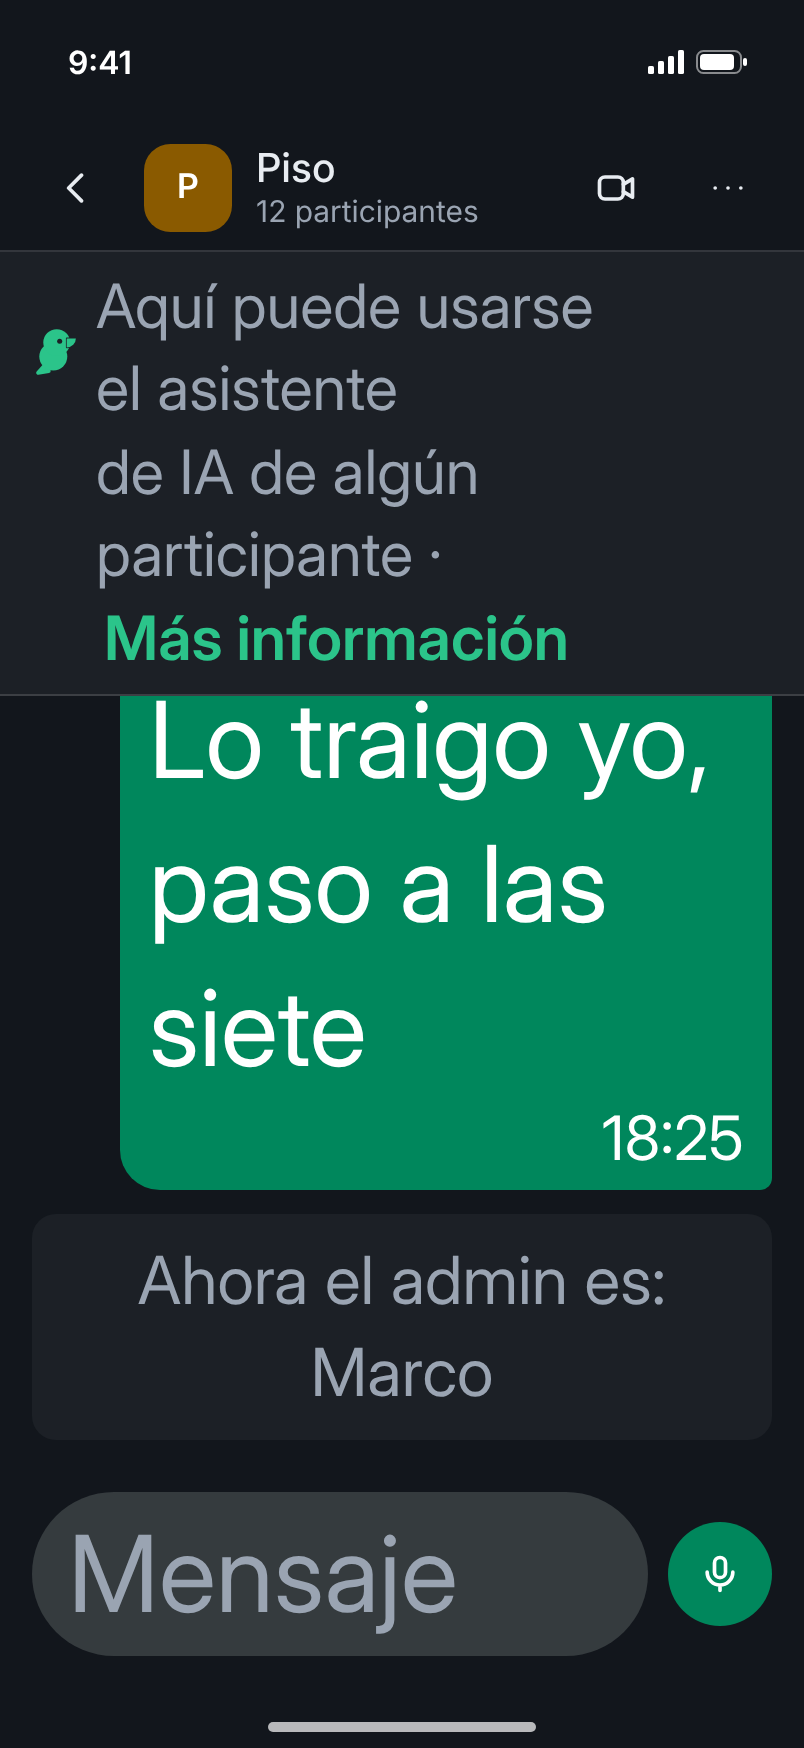 9:41
P
Piso
12 participantes
Aquí puede usarse
el asistente
de IA de algún
participante ·
Más información
Lo traigo yo,
paso a las
siete
18:25
Ahora el admin es:
Marco
Mensaje